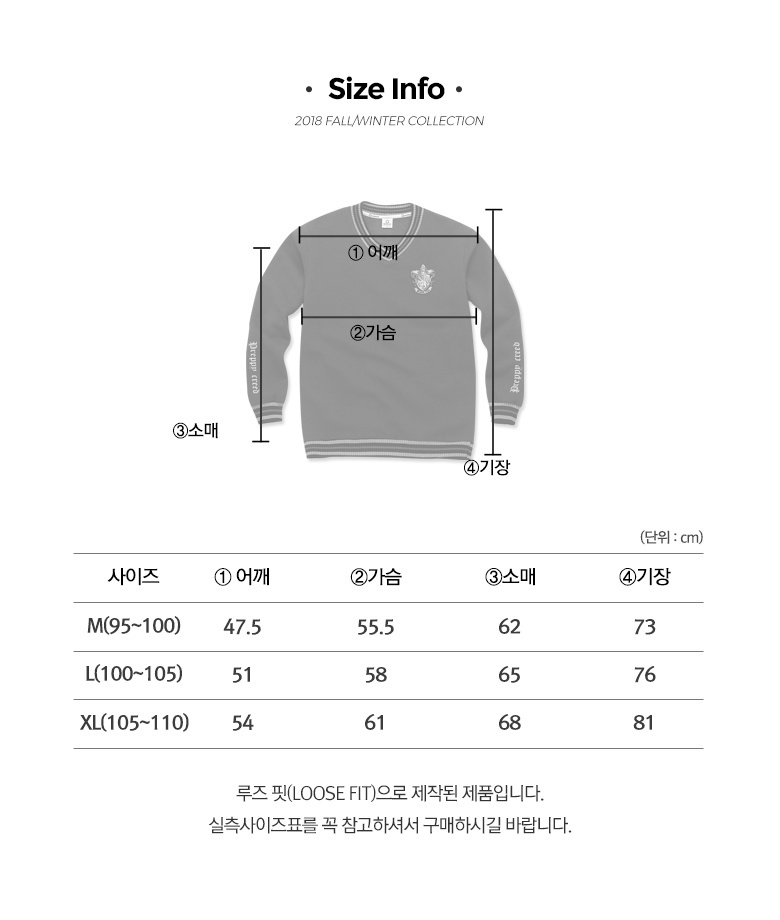 · Size Info ·
2018 FALL/WINTER COLLECTION
① 어깨
②가슴
Preppy creed
Preppy creed
③소매
④기장
(단위 : cm)
사이즈 ① 어깨 ②가슴 ③소매 ④기장
M(95~100) 47.5 55.5 62 73
L(100~105) 51 58 65 76
XL(105~110) 54 61 68 81
루즈 핏(LOOSE FIT)으로 제작된 제품입니다.
실측사이즈표를 꼭 참고하셔서 구매하시길 바랍니다.